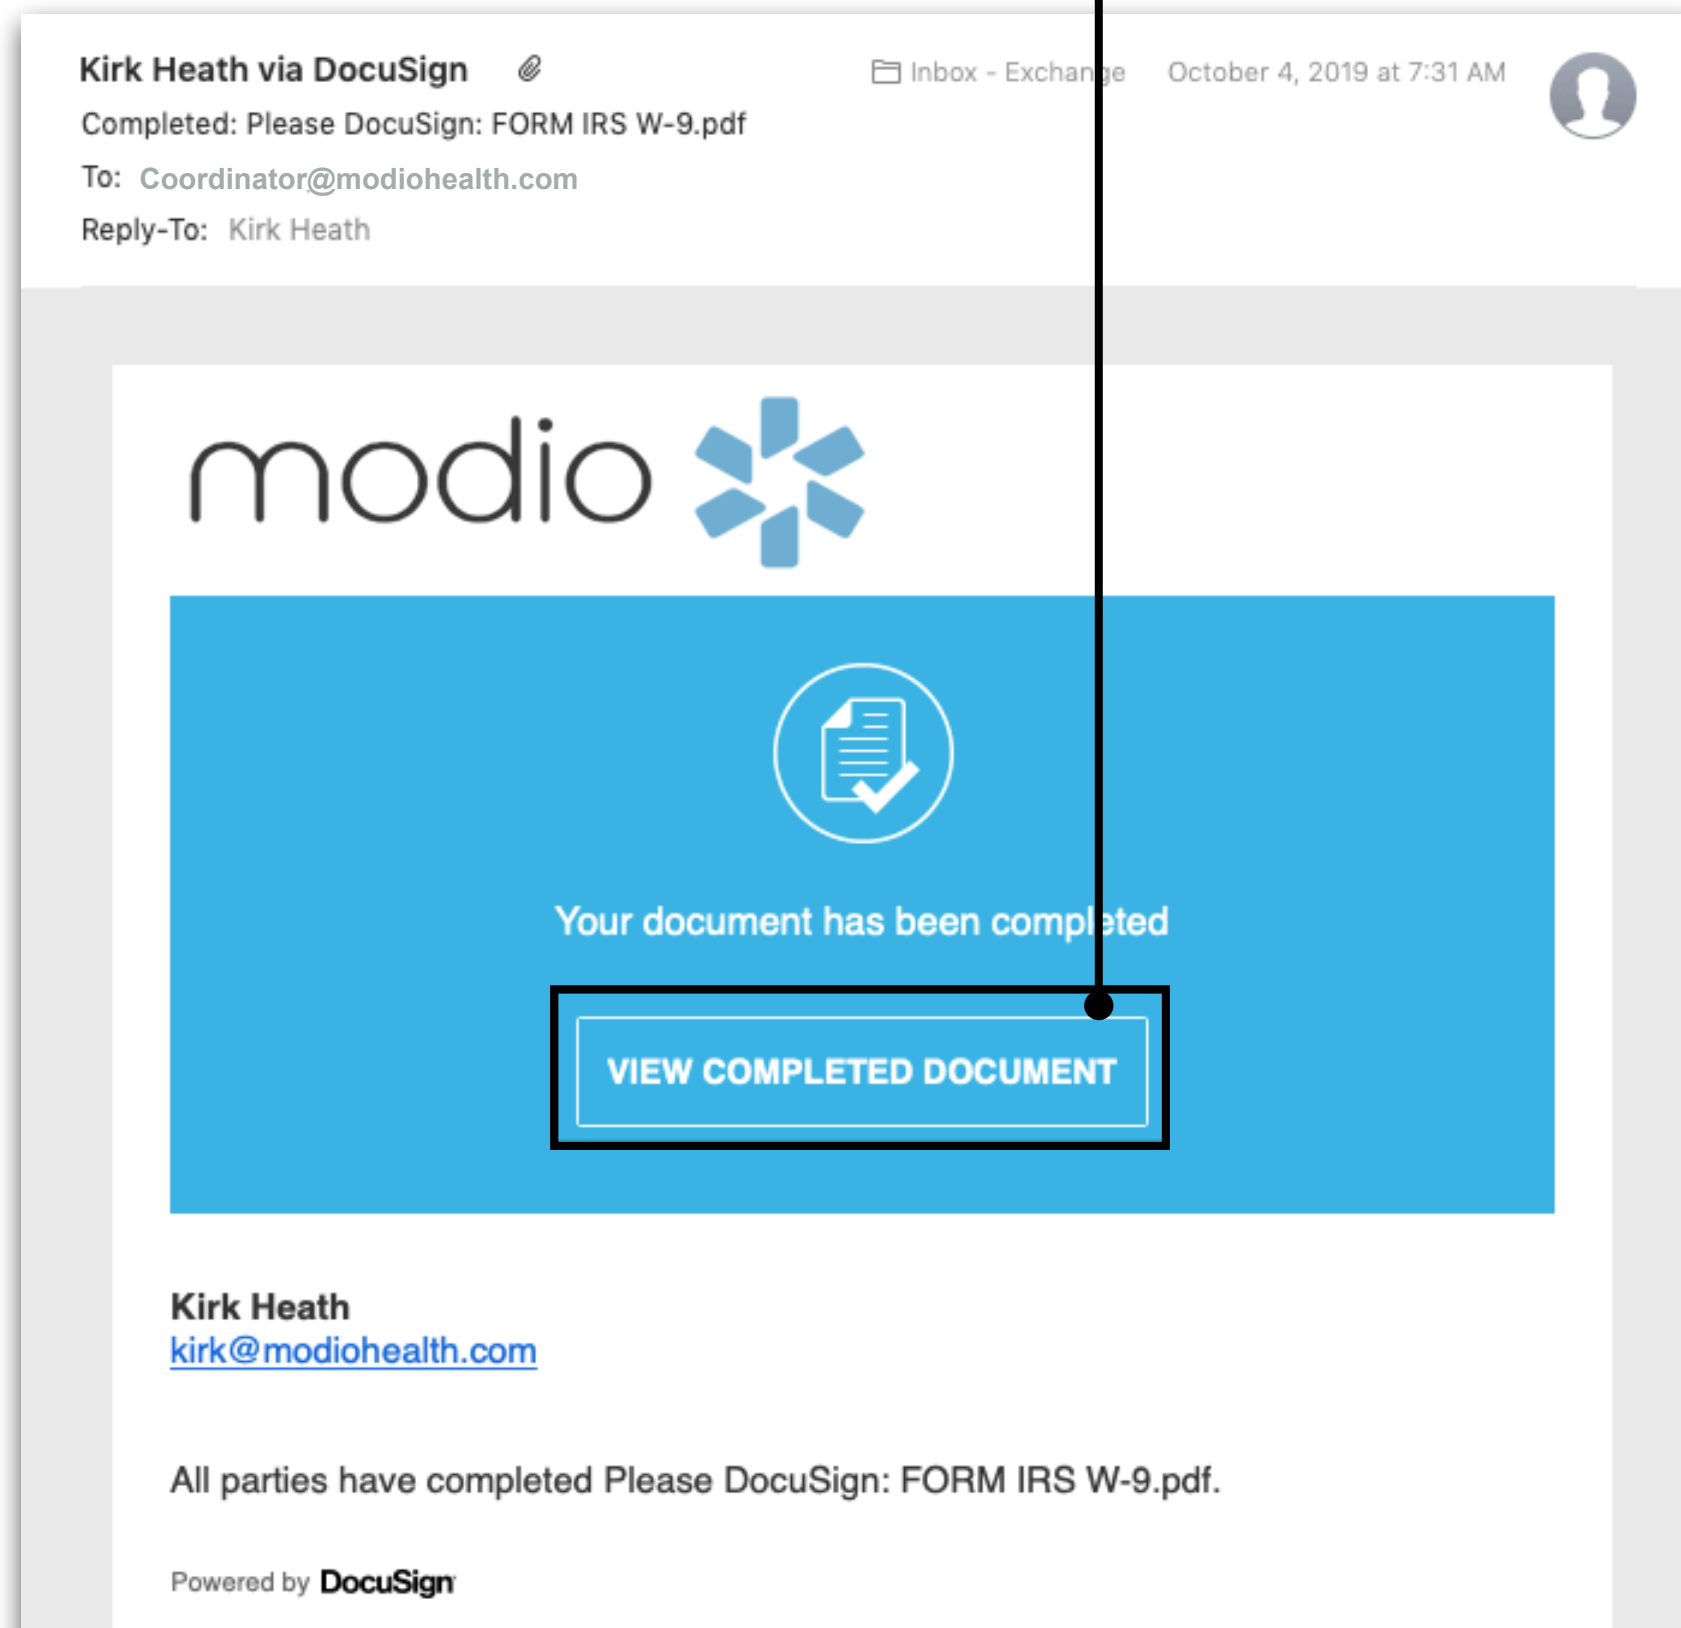 Kirk Heath via DocuSign
Inbox - Exchange October 4, 2019 at 7:31 AM
Completed: Please DocuSign: FORM IRS W-9.pdf
To: Coordinator@modiohealth.com
Reply-To: Kirk Heath
modio
Your document has been completed
VIEW COMPLETED DOCUMENT
Kirk Heath
kirk@modiohealth.com
All parties have completed Please DocuSign: FORM IRS W-9.pdf.
Powered by DocuSign